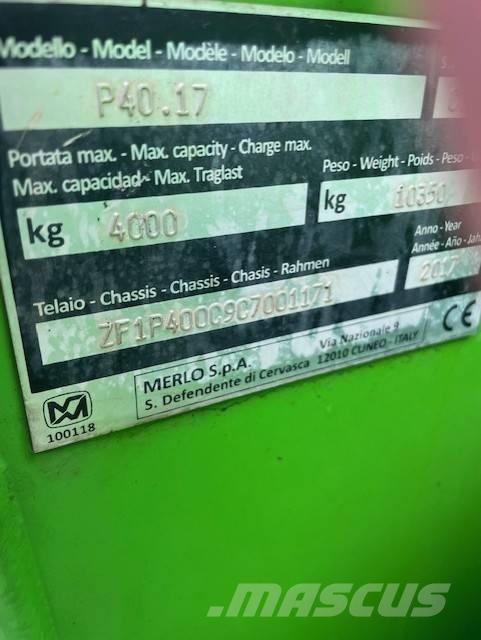 Modello - Model - Modèle - Modelo - Modell
P40.17
Portata max. - Max. capacity - Charge max.
Max. capacidad - Max. Traglast
kg 4000
Peso - Weight - Poids - Peso -
kg 10350
Anno - Year
Année - Año - Jahr
2017
Telaio - Chassis - Chassis - Chasis - Rahmen
ZF1P400C9C7001171
CE
MERLO S.p.A.
Via Nazionale 9
S. Defendente di Cervasca 12010 CUNEO - ITALY
100118
MASCUS